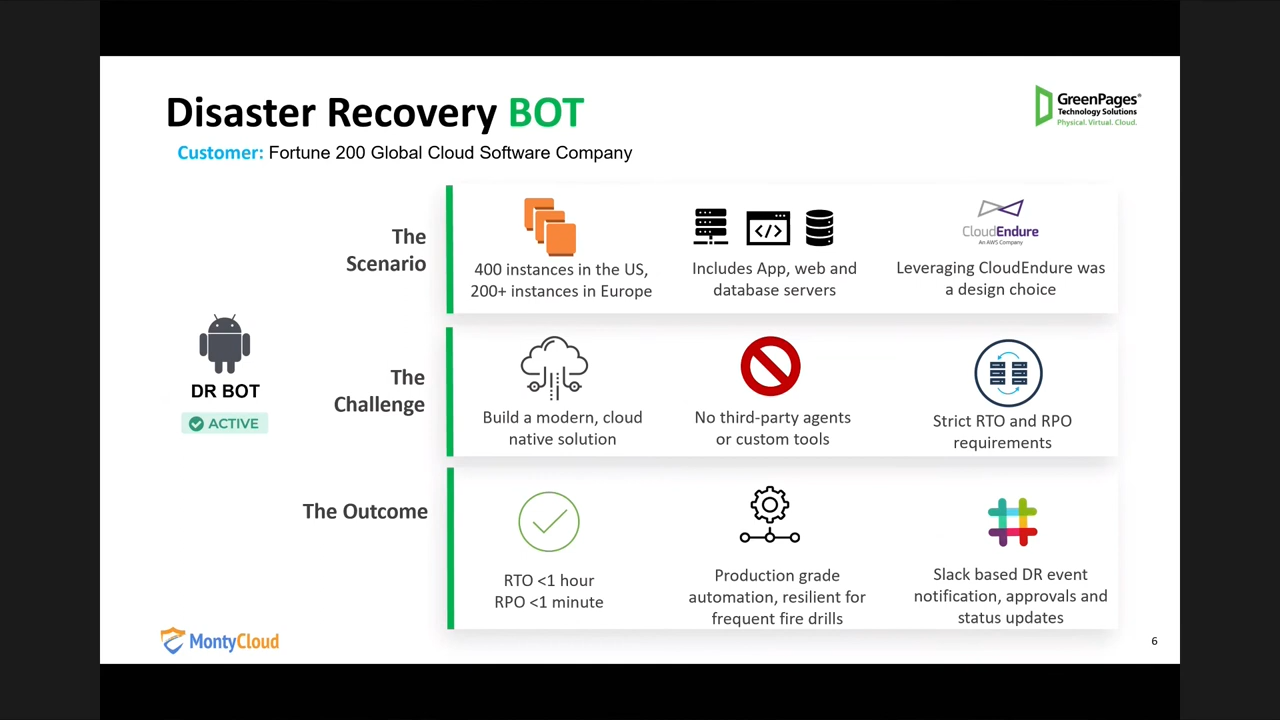 Disaster Recovery BOT
GreenPages®
Technology Solutions
Physical. Virtual. Cloud.
Customer: Fortune 200 Global Cloud Software Company
The
Scenario
400 instances in the US,
200+ instances in Europe
Includes App, web and
database servers
CloudEndure
An AWS Company
Leveraging CloudEndure was
a design choice
DR BOT
ACTIVE
The
Challenge
Build a modern, cloud
native solution
No third-party agents
or custom tools
Strict RTO and RPO
requirements
The Outcome
RTO <1 hour
RPO <1 minute
Production grade
automation, resilient for
frequent fire drills
Slack based DR event
notification, approvals and
status updates
MontyCloud
6